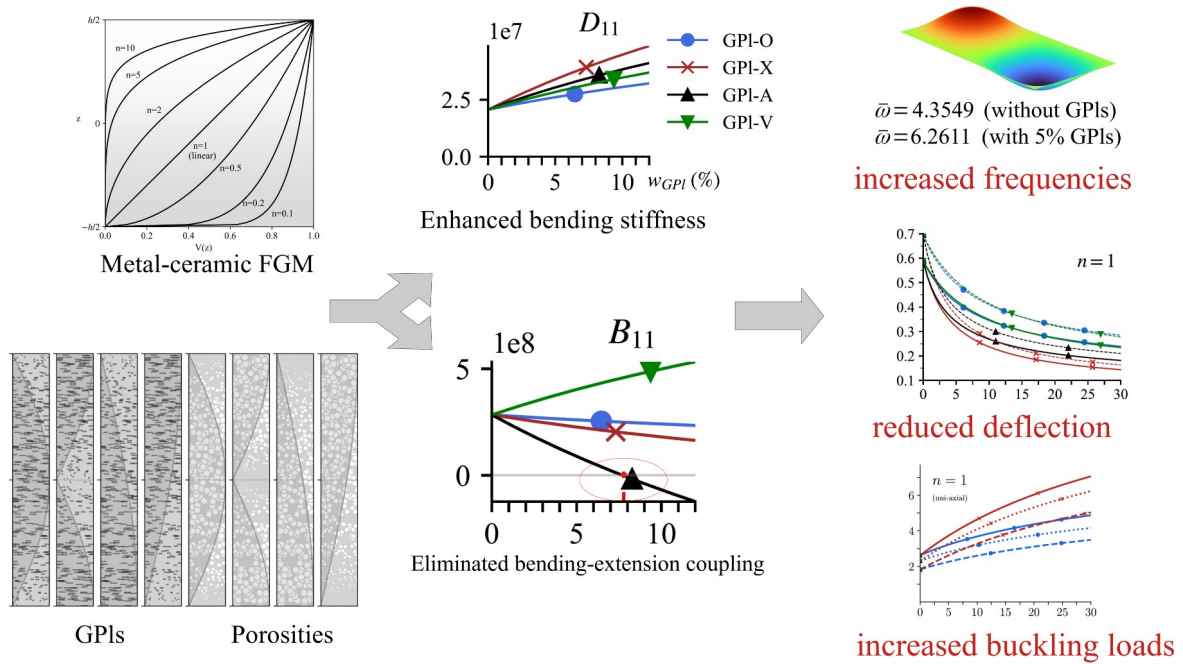 h/2
n=10
n=5
n=2
z
0
n=1
(linear)
n=0.5
n=0.2
n=0.1
−h/2
0.0 0.2 0.4 0.6 0.8 1.0
V(z)
Metal-ceramic FGM
GPls
Porosities
1e7
D11
GPl-O
GPl-X
GPl-A
GPl-V
2.5
0.0
0 5 10 wGPl (%)
Enhanced bending stiffness
1e8
B11
5
0
0 5 10
Eliminated bending-extension coupling
ω̄ = 4.3549 (without GPls)
ω̄ = 6.2611 (with 5% GPls)
increased frequencies
0.7
0.6
0.5
0.4
0.3
0.2
0.1
n = 1
0 5 10 15 20 25 30
reduced deflection
6
4
2
n = 1
(uni-axial)
0 5 10 15 20 25 30
increased buckling loads